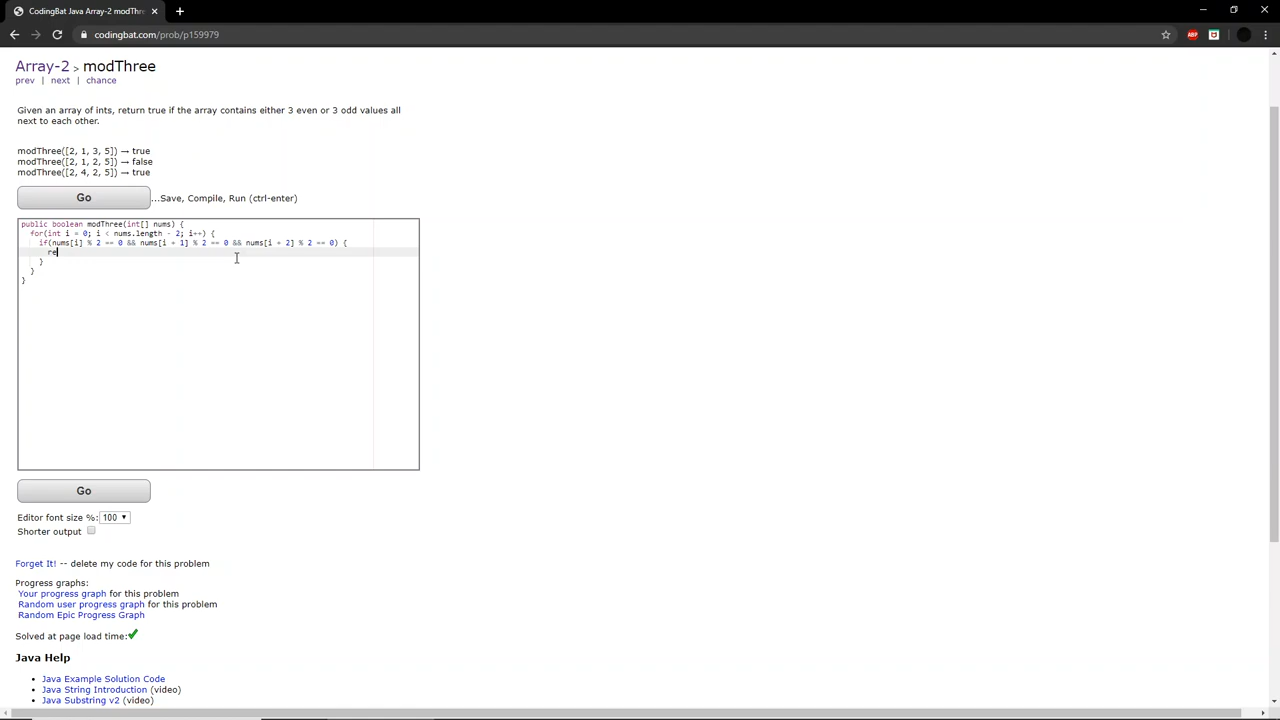 CodingBat Java Array-2 modThre
codingbat.com/prob/p159979
ABP
Array-2 > modThree
prev | next | chance
Given an array of ints, return true if the array contains either 3 even or 3 odd values all
next to each other.
modThree([2, 1, 3, 5]) → true
modThree([2, 1, 2, 5]) → false
modThree([2, 4, 2, 5]) → true
Go ...Save, Compile, Run (ctrl-enter)
public boolean modThree(int[] nums) {
for(int i = 0; i < nums.length - 2; i++) {
if(nums[i] % 2 == 0 && nums[i + 1] % 2 == 0 && nums[i + 2] % 2 == 0) {
re
}
}
}
Go
Editor font size %: 100
Shorter output
Forget It! -- delete my code for this problem
Progress graphs:
Your progress graph for this problem
Random user progress graph for this problem
Random Epic Progress Graph
Solved at page load time:
Java Help
Java Example Solution Code
Java String Introduction (video)
Java Substring v2 (video)